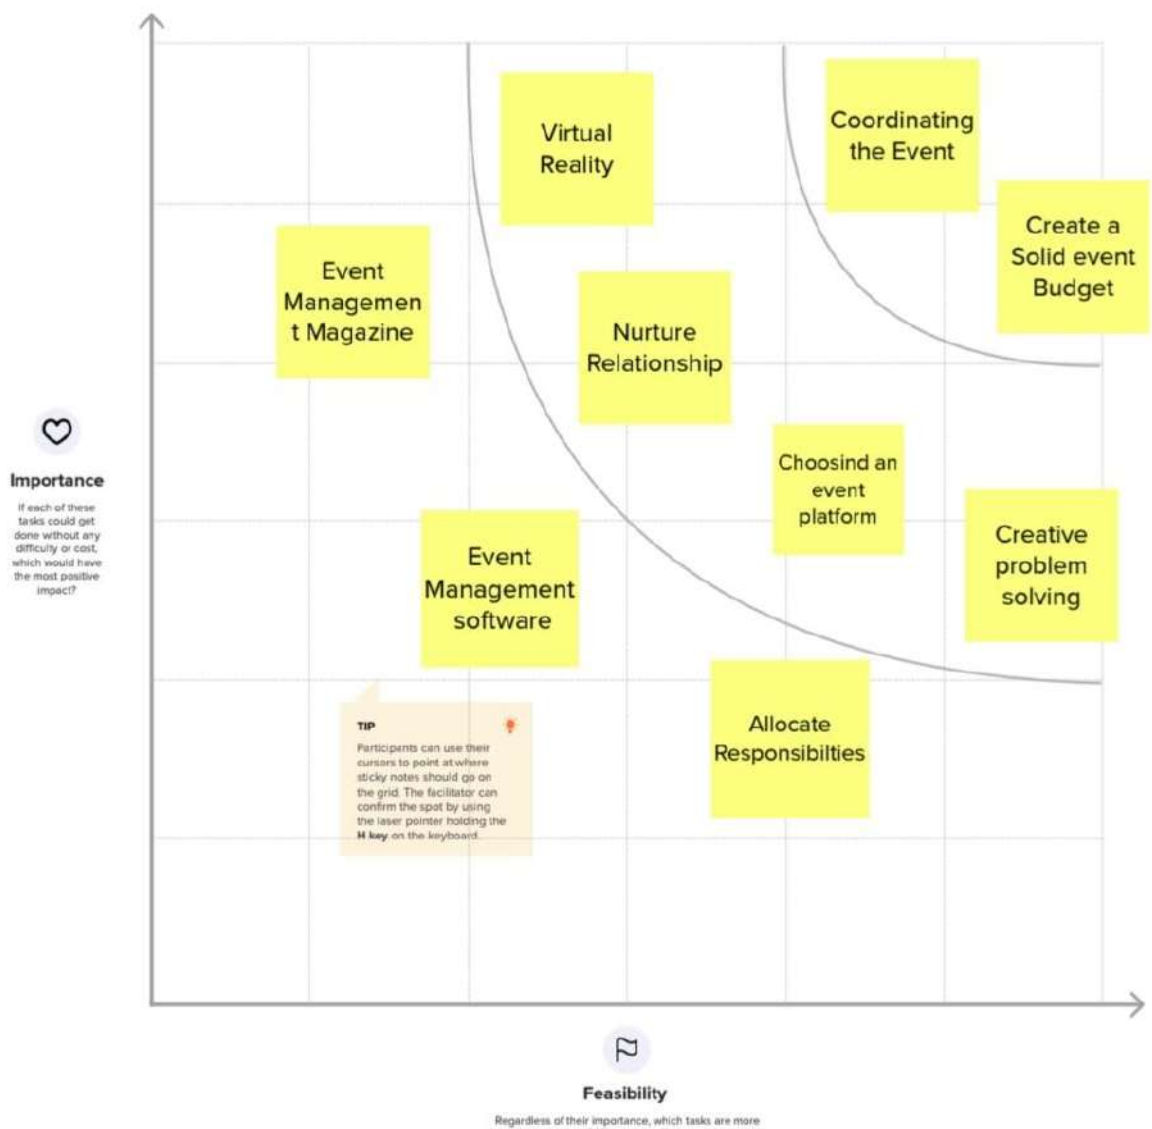 Virtual
Reality
Coordinating
the Event
Create a
Solid event
Budget
Event
Managemen
t Magazine
Nurture
Relationship
Choosind an
event
platform
Creative
problem
solving
Event
Management
software
Allocate
Responsibilties
Importance
If each of these
tasks could get
done without any
difficulty or cost,
which would have
the most positive
impact?
TIP
Participants can use their
cursors to point at where
sticky notes should go on
the grid. The facilitator can
confirm the spot by using
the laser pointer holding the
H key on the keyboard.
Feasibility
Regardless of their importance, which tasks are more